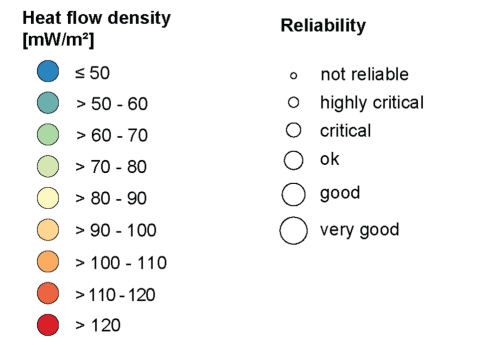 Heat flow density
[mW/m²]
≤ 50
> 50 - 60
> 60 - 70
> 70 - 80
> 80 - 90
> 90 - 100
> 100 - 110
> 110 - 120
> 120
Reliability
not reliable
highly critical
critical
ok
good
very good